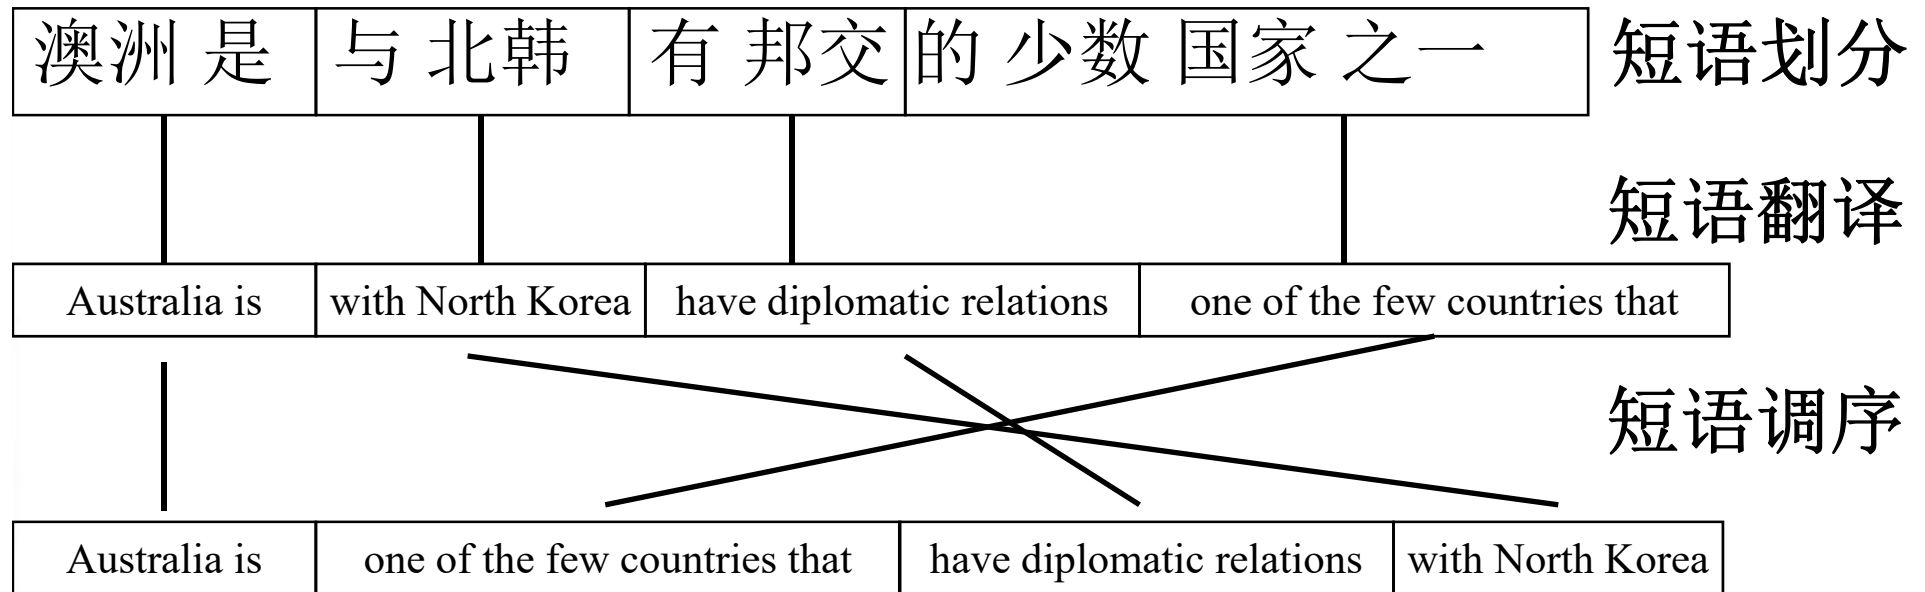 澳洲 是 与 北韩 有 邦交 的 少数 国家 之一 短语划分
短语翻译
Australia is with North Korea have diplomatic relations one of the few countries that
短语调序
Australia is one of the few countries that have diplomatic relations with North Korea